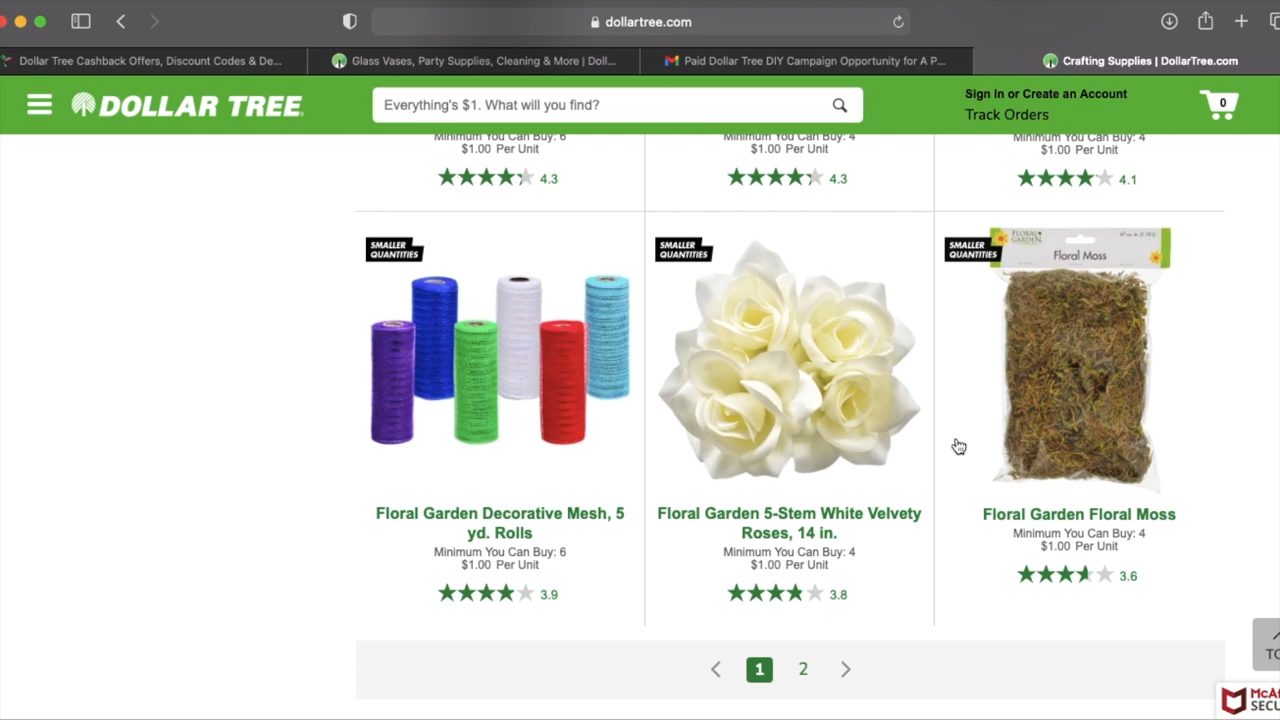 dollartree.com
Dollar Tree Cashback Offers, Discount Codes & De...
Glass Vases, Party Supplies, Cleaning & More | Doll...
Paid Dollar Tree DIY Campaign Opportunity for A P...
Crafting Supplies | DollarTree.com
DOLLAR TREE
Everything's $1. What will you find?
Sign In or Create an Account
Track Orders
0
Minimum You Can Buy: 6
$1.00 Per Unit
4.3
Minimum You Can Buy: 4
$1.00 Per Unit
4.3
Minimum You Can Buy: 4
$1.00 Per Unit
4.1
SMALLER
QUANTITIES
Floral Garden Decorative Mesh, 5
yd. Rolls
Minimum You Can Buy: 6
$1.00 Per Unit
3.9
SMALLER
QUANTITIES
Floral Garden 5-Stem White Velvety
Roses, 14 in.
Minimum You Can Buy: 4
$1.00 Per Unit
3.8
SMALLER
QUANTITIES
FLORAL
GARDEN
Floral Moss
Floral Garden Floral Moss
Minimum You Can Buy: 4
$1.00 Per Unit
3.6
1 2
TO
McAf
SECU